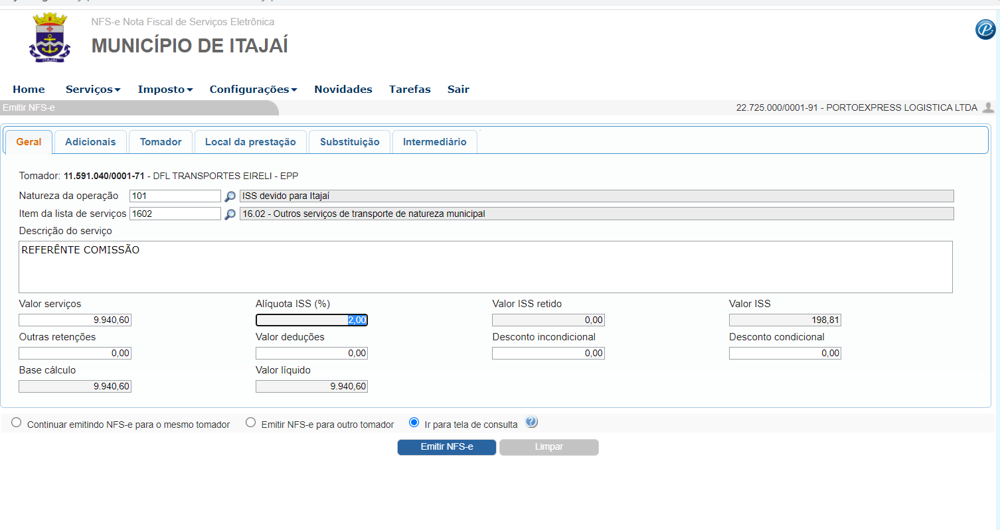 NFS-e Nota Fiscal de Serviços Eletrônica
MUNICÍPIO DE ITAJAÍ
ITAJAÍ
Home Serviços Imposto Configurações Novidades Tarefas Sair
Emitir NFS-e
22.725.000/0001-91 - PORTOEXPRESS LOGISTICA LTDA
Geral Adicionais Tomador Local da prestação Substituição Intermediário
Tomador: 11.591.040/0001-71 - DFL TRANSPORTES EIRELI - EPP
Natureza da operação 101 ISS devido para Itajaí
Item da lista de serviços 1602 16.02 - Outros serviços de transporte de natureza municipal
Descrição do serviço
REFERÊNTE COMISSÃO
Valor serviços Alíquota ISS (%) Valor ISS retido Valor ISS
9.940,60 2,00 0,00 198,81
Outras retenções Valor deduções Desconto incondicional Desconto condicional
0,00 0,00 0,00 0,00
Base cálculo Valor líquido
9.940,60 9.940,60
Continuar emitindo NFS-e para o mesmo tomador Emitir NFS-e para outro tomador Ir para tela de consulta ?
Emitir NFS-e Limpar